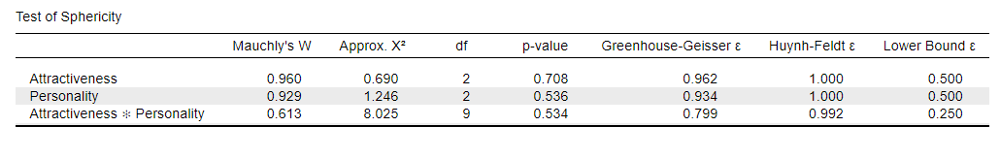 Test of Sphericity
Mauchly's W Approx. X² df p-value Greenhouse-Geisser ε Huynh-Feldt ε Lower Bound ε
Attractiveness 0.960 0.690 2 0.708 0.962 1.000 0.500
Personality 0.929 1.246 2 0.536 0.934 1.000 0.500
Attractiveness ✻ Personality 0.613 8.025 9 0.534 0.799 0.992 0.250